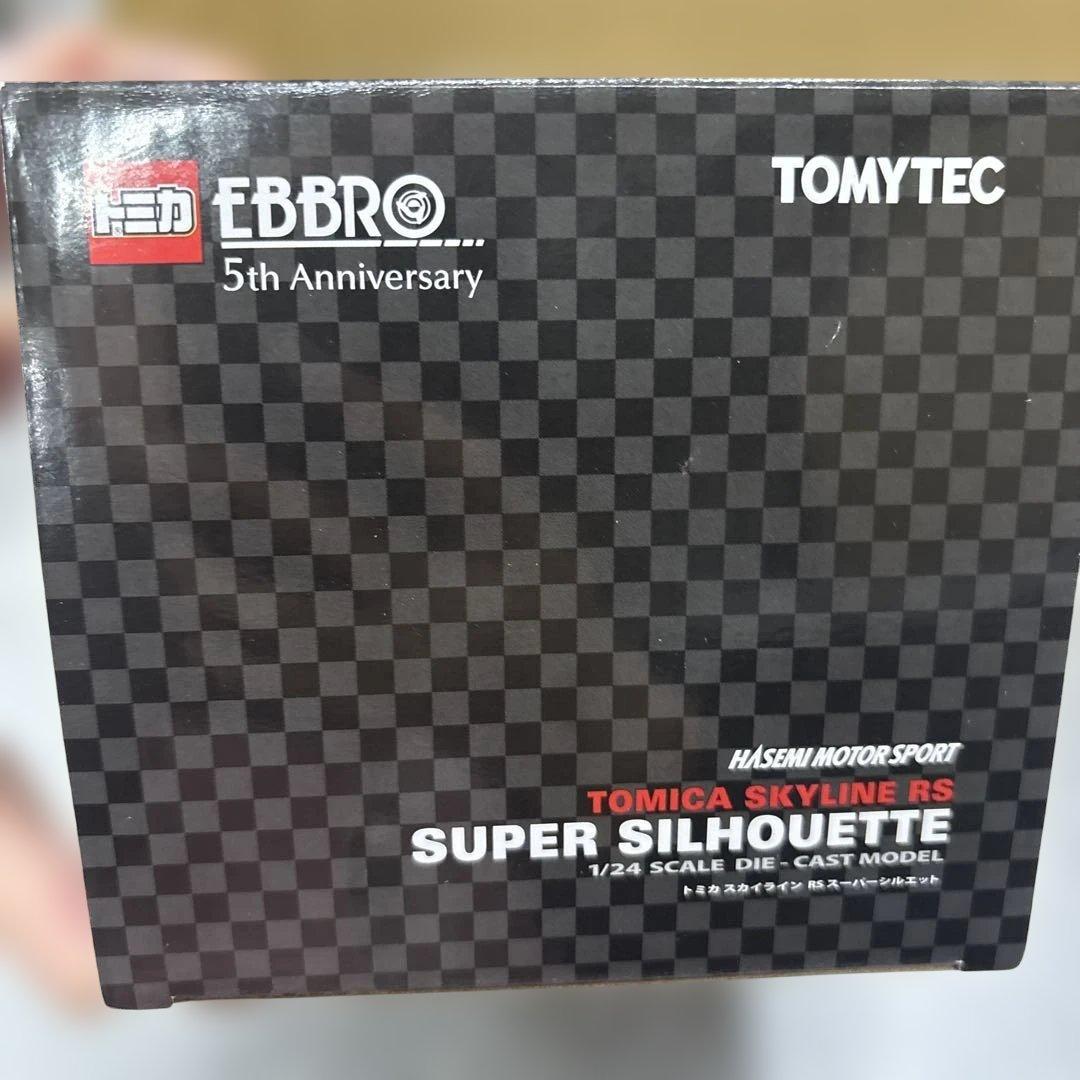 トミカ
EBBRO
5th Anniversary
TOMYTEC
HASEMI MOTOR SPORT
TOMICA SKYLINE RS
SUPER SILHOUETTE
1/24 SCALE DIE - CAST MODEL
トミカ スカイライン RS スーパーシルエット